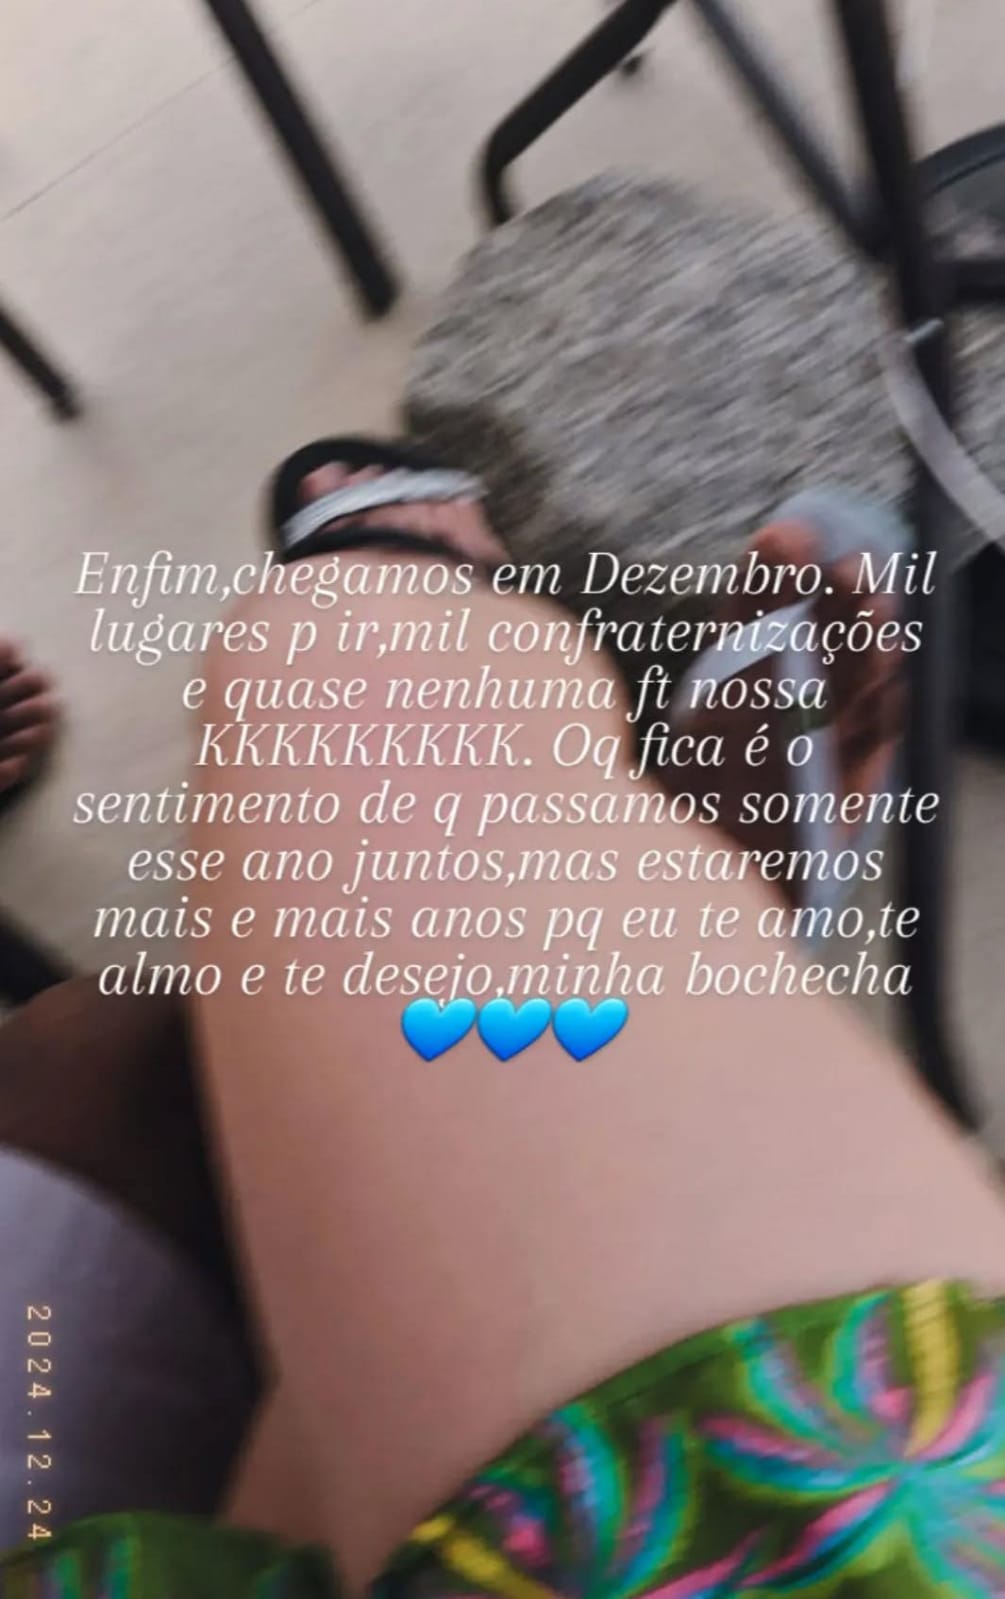 Enfim,chegamos em Dezembro. Mil
lugares p ir,mil confraternizações
e quase nenhuma ft nossa
KKKKKKKKK. Oq fica é o
sentimento de q passamos somente
esse ano juntos,mas estaremos
mais e mais anos pq eu te amo,te
almo e te desejo,minha bochecha
💙💙💙
2024.12.24